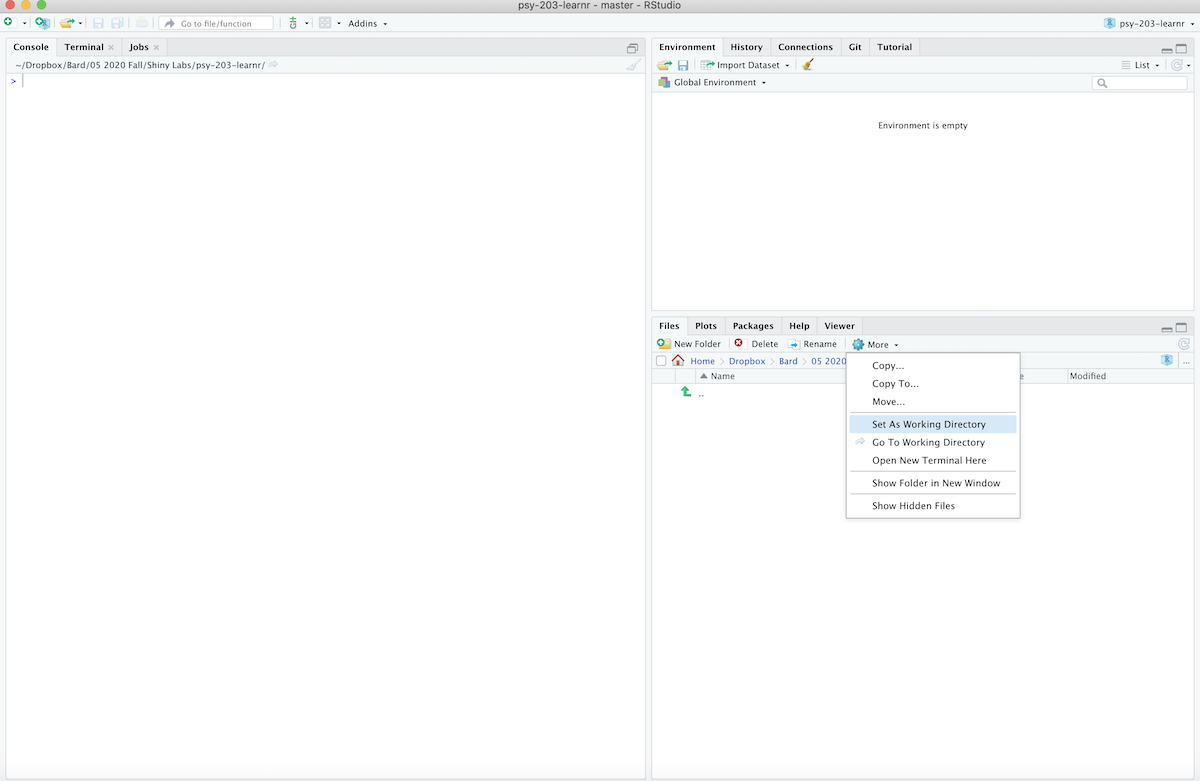 psy-203-learnr - master - RStudio
Go to file/function Addins psy-203-learnr
Console Terminal Jobs
~/Dropbox/Bard/05 2020 Fall/Shiny Labs/psy-203-learnr/
>
Environment History Connections Git Tutorial
Import Dataset List
Global Environment
Environment is empty
Files Plots Packages Help Viewer
New Folder Delete Rename More
Home Dropbox Bard 05 2020 ...
Name Modified
..
Copy...
Copy To...
Move...
Set As Working Directory
Go To Working Directory
Open New Terminal Here
Show Folder in New Window
Show Hidden Files